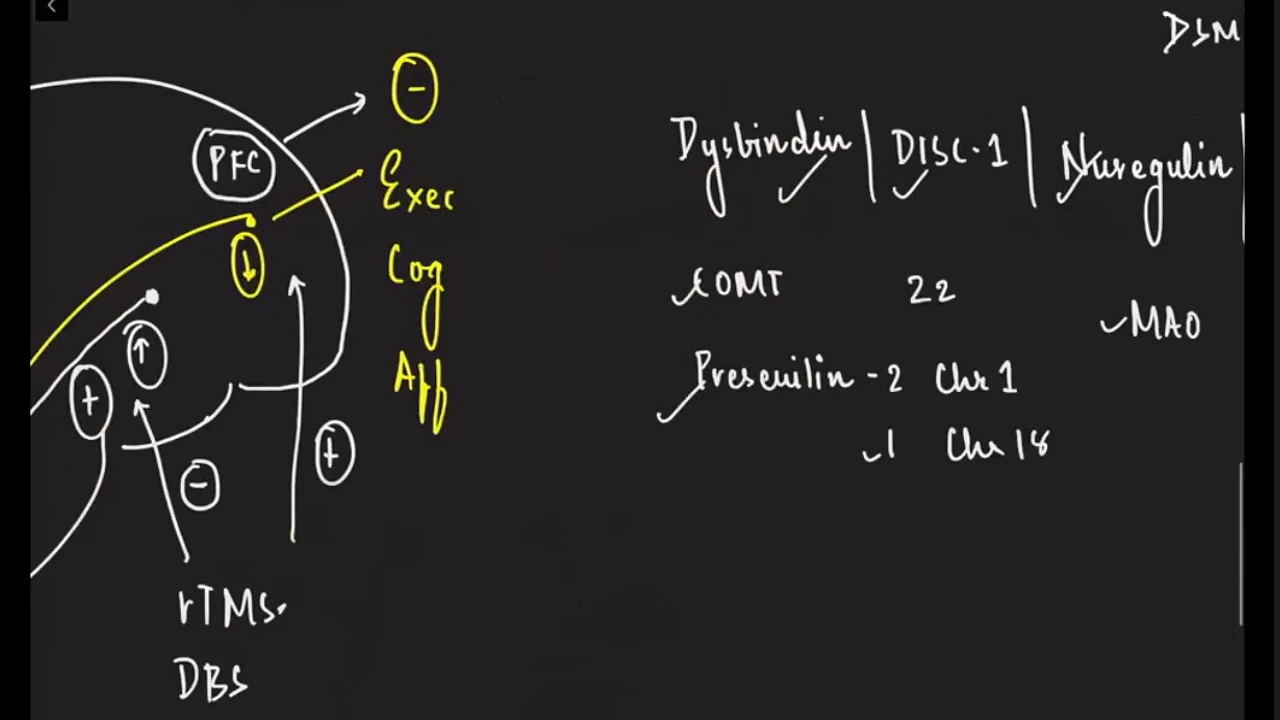 DSM
⊖
PFC
Exec
↓
Cog
↑
App
+
+
-
rTMS.
DBS
Dysbindin | DISC-1 | Nuregulin |
COMT 22
MAO
Presenilin - 2 Chr 1
1 Chr 18